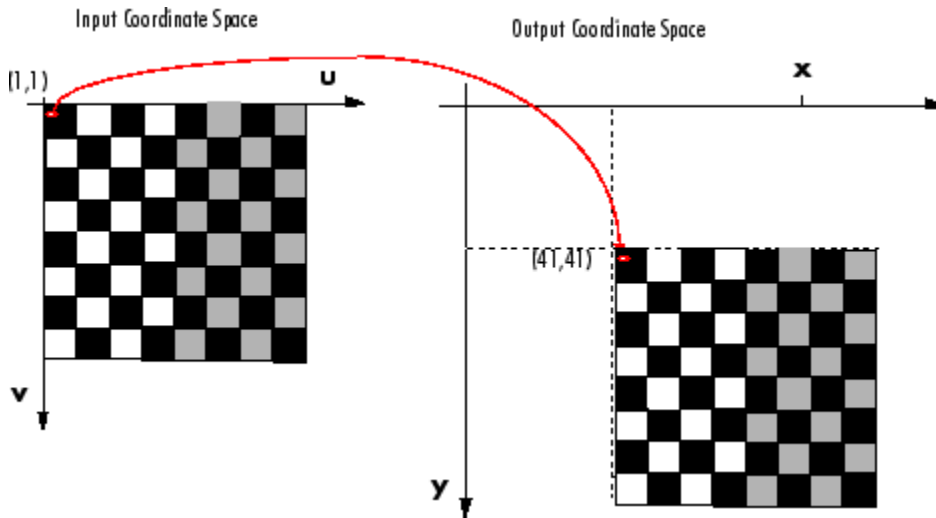 Input Coordinate Space
Output Coordinate Space
(1,1)
U
X
(41,41)
V
y